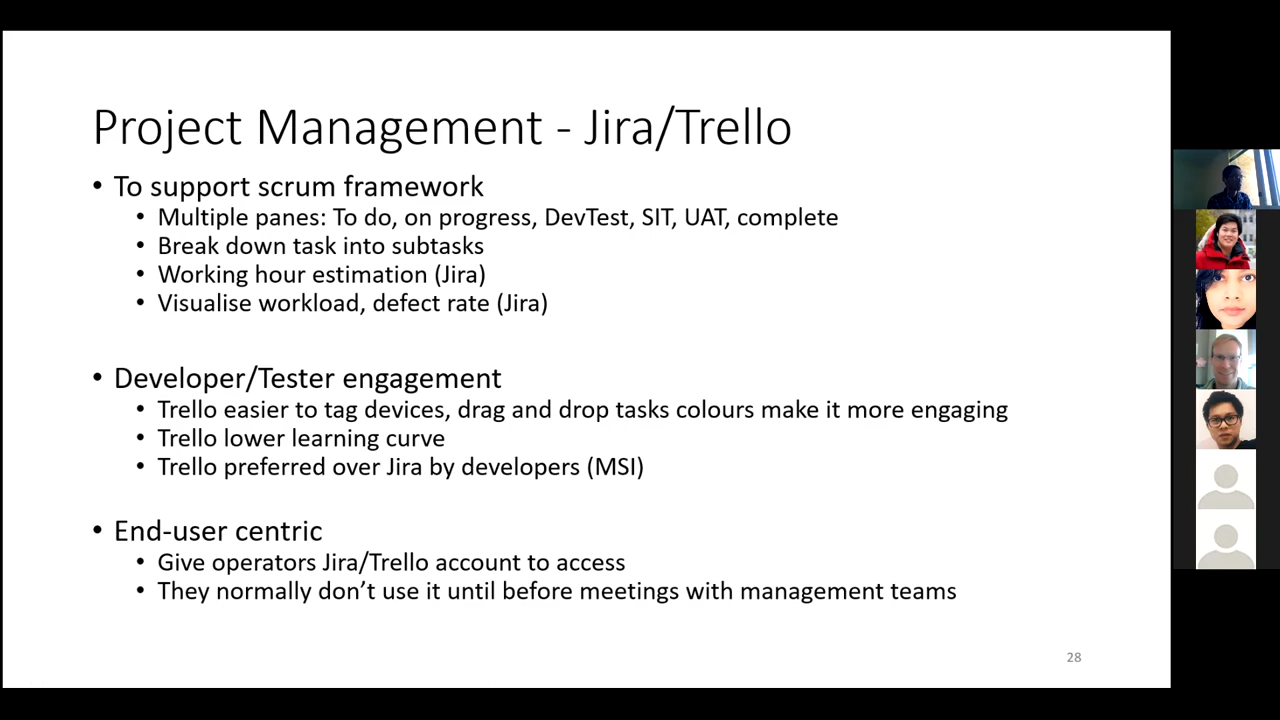 Project Management - Jira/Trello
• To support scrum framework
• Multiple panes: To do, on progress, DevTest, SIT, UAT, complete
• Break down task into subtasks
• Working hour estimation (Jira)
• Visualise workload, defect rate (Jira)
• Developer/Tester engagement
• Trello easier to tag devices, drag and drop tasks colours make it more engaging
• Trello lower learning curve
• Trello preferred over Jira by developers (MSI)
• End-user centric
• Give operators Jira/Trello account to access
• They normally don’t use it until before meetings with management teams
28